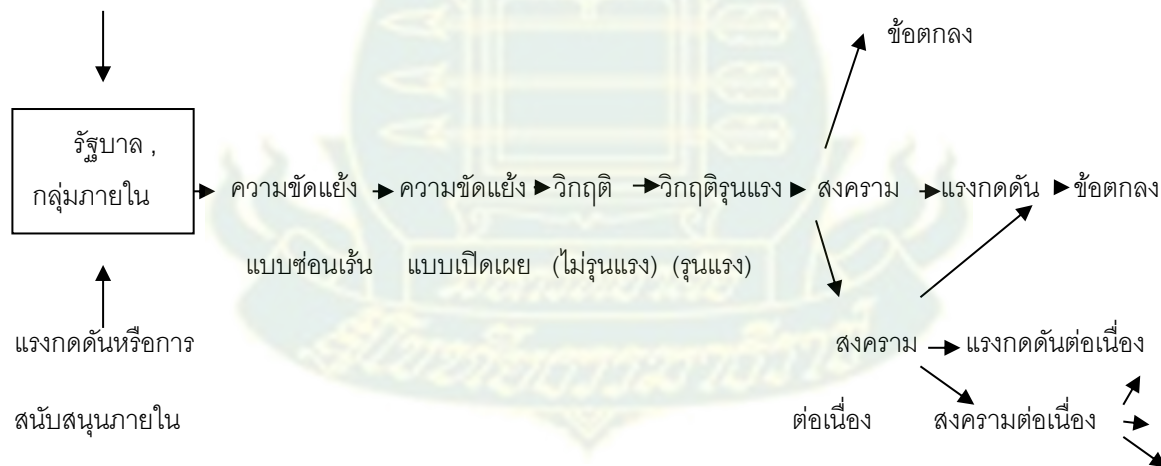 ข้อตกลง
รัฐบาล ,
กลุ่มภายใน
ความขัดแย้ง ความขัดแย้ง วิกฤติ วิกฤติรุนแรง สงคราม แรงกดดัน ข้อตกลง
แบบซ่อนเร้น แบบเปิดเผย (ไม่รุนแรง) (รุนแรง)
แรงกดดันหรือการ สงคราม แรงกดดันต่อเนื่อง
สนับสนุนภายใน ต่อเนื่อง สงครามต่อเนื่อง